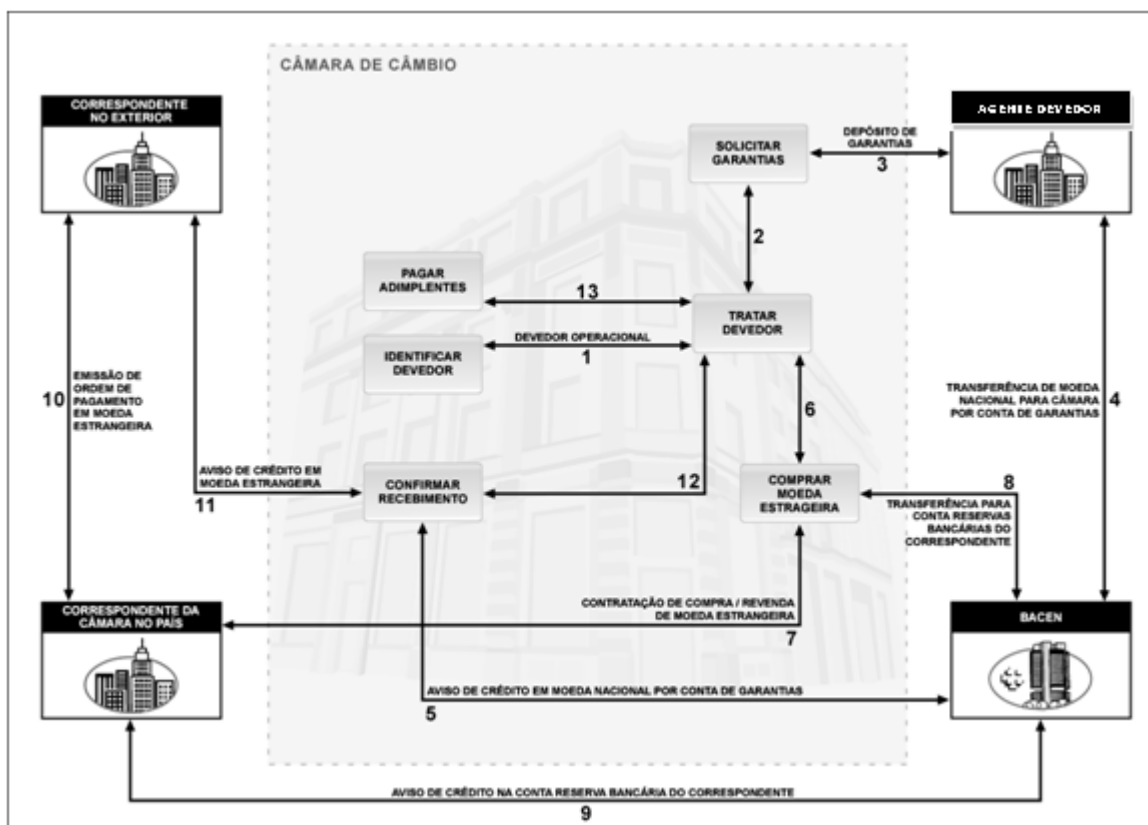 CÂMARA DE CÂMBIO
CORRESPONDENTE
NO EXTERIOR
AGENTE DEVEDOR
SOLICITAR
GARANTIAS
DEPÓSITO DE
GARANTIAS
3
2
PAGAR
ADIMPLENTES
13
TRATAR
DEVEDOR
DEVEDOR OPERACIONAL
1
IDENTIFICAR
DEVEDOR
10
EMISSÃO DE
ORDEM DE
PAGAMENTO
EM MOEDA
ESTRANGEIRA
6
TRANSFERÊNCIA DE MOEDA
NACIONAL PARA CÂMARA
POR CONTA DE GARANTIAS
4
AVISO DE CRÉDITO EM
MOEDA ESTRANGEIRA
11
CONFIRMAR
RECEBIMENTO
12
COMPRAR
MOEDA
ESTRAGEIRA
8
TRANSFERÊNCIA PARA
CONTA RESERVAS
BANCÁRIAS DO
CORRESPONDENTE
CORRESPONDENTE DA
CÂMARA NO PAÍS
CONTRATAÇÃO DE COMPRA / REVENDA
DE MOEDA ESTRANGEIRA
7
BACEN
AVISO DE CRÉDITO EM MOEDA NACIONAL POR CONTA DE GARANTIAS
5
AVISO DE CRÉDITO NA CONTA RESERVA BANCÁRIA DO CORRESPONDENTE
9